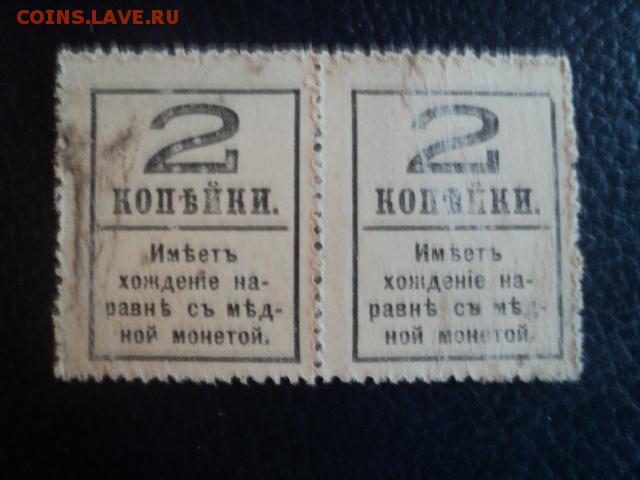 COINS.LAVE.RU
2
КОПѢЙКИ.
Имѣетъ
хожденіе на-
равнѣ съ мѣд-
ной монетой.
2
КОПѢЙКИ.
Имѣетъ
хожденіе на-
равнѣ съ мѣд-
ной монетой.